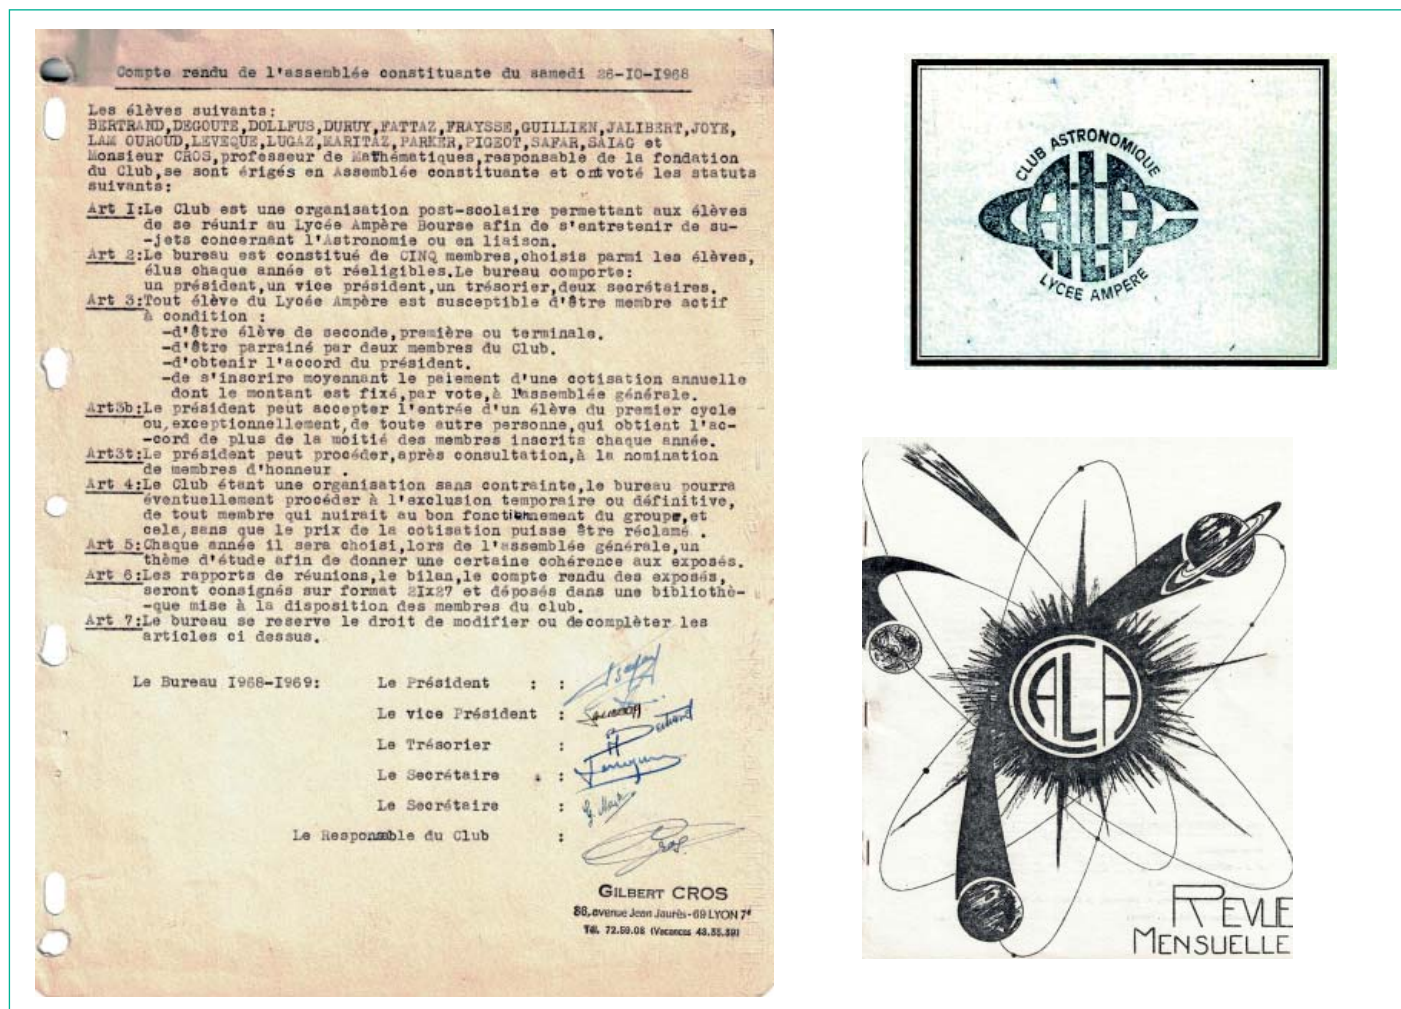 Compte rendu de l'assemblée constituante du samedi 26-IO-I968
Les élèves suivants:
BERTRAND,DEGOUTE,DOLLFUS,DURUY,FATTAZ,FRAYSSE,GUILLIEN,JALIBERT,JOYE,
LAM OUROUD,LEVEQUE,LUGAZ,MARITAZ,PARKER,PIGEOT,SAFAR,SAIAG et
Monsieur CROS,professeur de Mathématiques,responsable de la fondation
du Club,se sont érigés en Assemblée constituante et ont voté les statuts
suivants:
Art I:Le Club est une organisation post-scolaire permettant aux élèves
de se réunir au Lycée Ampère Bourse afin de s'entretenir de su-
-jets concernant l'Astronomie ou en liaison.
Art 2:Le bureau est constitué de CINQ membres,choisis parmi les élèves,
élus chaque année et rééligibles.Le bureau comporte:
un président,un vice président,un trésorier,deux secrétaires.
Art 3:Tout élève du Lycée Ampère est susceptible d'être membre actif
à condition :
-d'être élève de seconde,première ou terminale.
-d'être parrainé par deux membres du Club.
-d'obtenir l'accord du président.
-de s'inscrire moyennant le paiement d'une cotisation annuelle
dont le montant est fixé,par vote,à l'assemblée générale.
Art3b:Le président peut accepter l'entrée d'un élève du premier cycle
ou,exceptionnellement,de toute autre personne,qui obtient l'ac-
-cord de plus de la moitié des membres inscrits chaque année.
Art3t:Le président peut procéder,après consultation,à la nomination
de membres d'honneur .
Art 4:Le Club étant une organisation sans contrainte,le bureau pourra
éventuellement procéder à l'exclusion temporaire ou définitive,
de tout membre qui nuirait au bon fonctionnement du groupe,et
cela,sans que le prix de la cotisation puisse être réclamé .
Art 5:Chaque année il sera choisi,lors de l'assemblée générale,un
thème d'étude afin de donner une certaine cohérence aux exposés.
Art 6:Les rapports de réunions,le bilan,le compte rendu des exposés,
seront consignés sur format 2Ix27 et déposés dans une bibliothè-
-que mise à la disposition des membres du club.
Art 7:Le bureau se reserve le droit de modifier ou decomplèter les
articles ci dessus.
Le Bureau I968-I969: Le Président : :
Le vice Président :
Le Trésorier :
Le Secrétaire :
Le Secrétaire :
Le Responsable du Club :
Cros.
GILBERT CROS
86, avenue Jean Jaurès - 69 LYON 7e
Tél. 72.59.08 (Vacances 48.35.39)
CLUB ASTRONOMIQUE
CALA
LYCEE AMPERE
CALA
REVUE
MENSUELLE